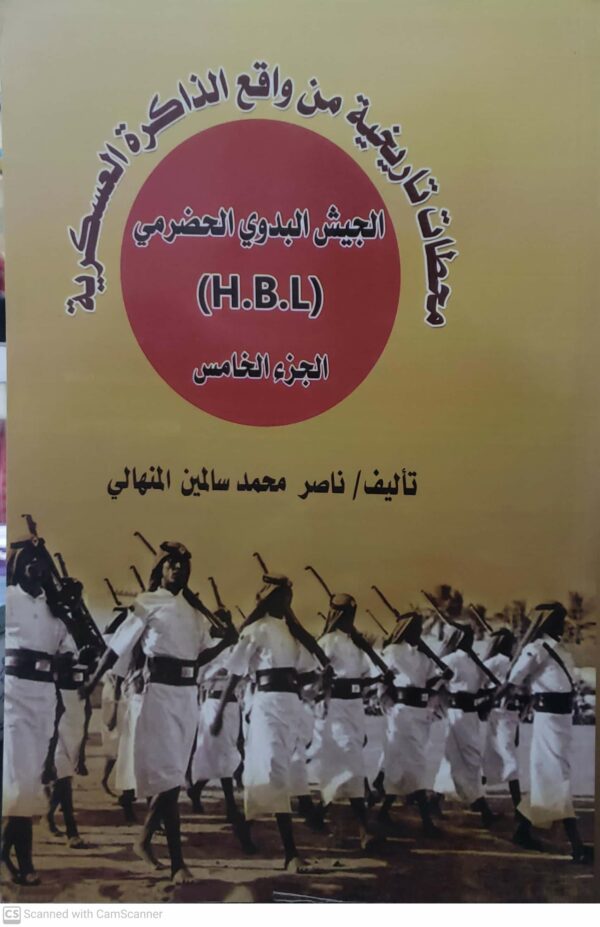 محطات تاريخية من واقع الذاكرة العسكرية
الجيش البدوي الحضرمي
(H.B.L)
الجزء الخامس
تأليف/ ناصر محمد سالمين المنهالي
CS Scanned with CamScanner